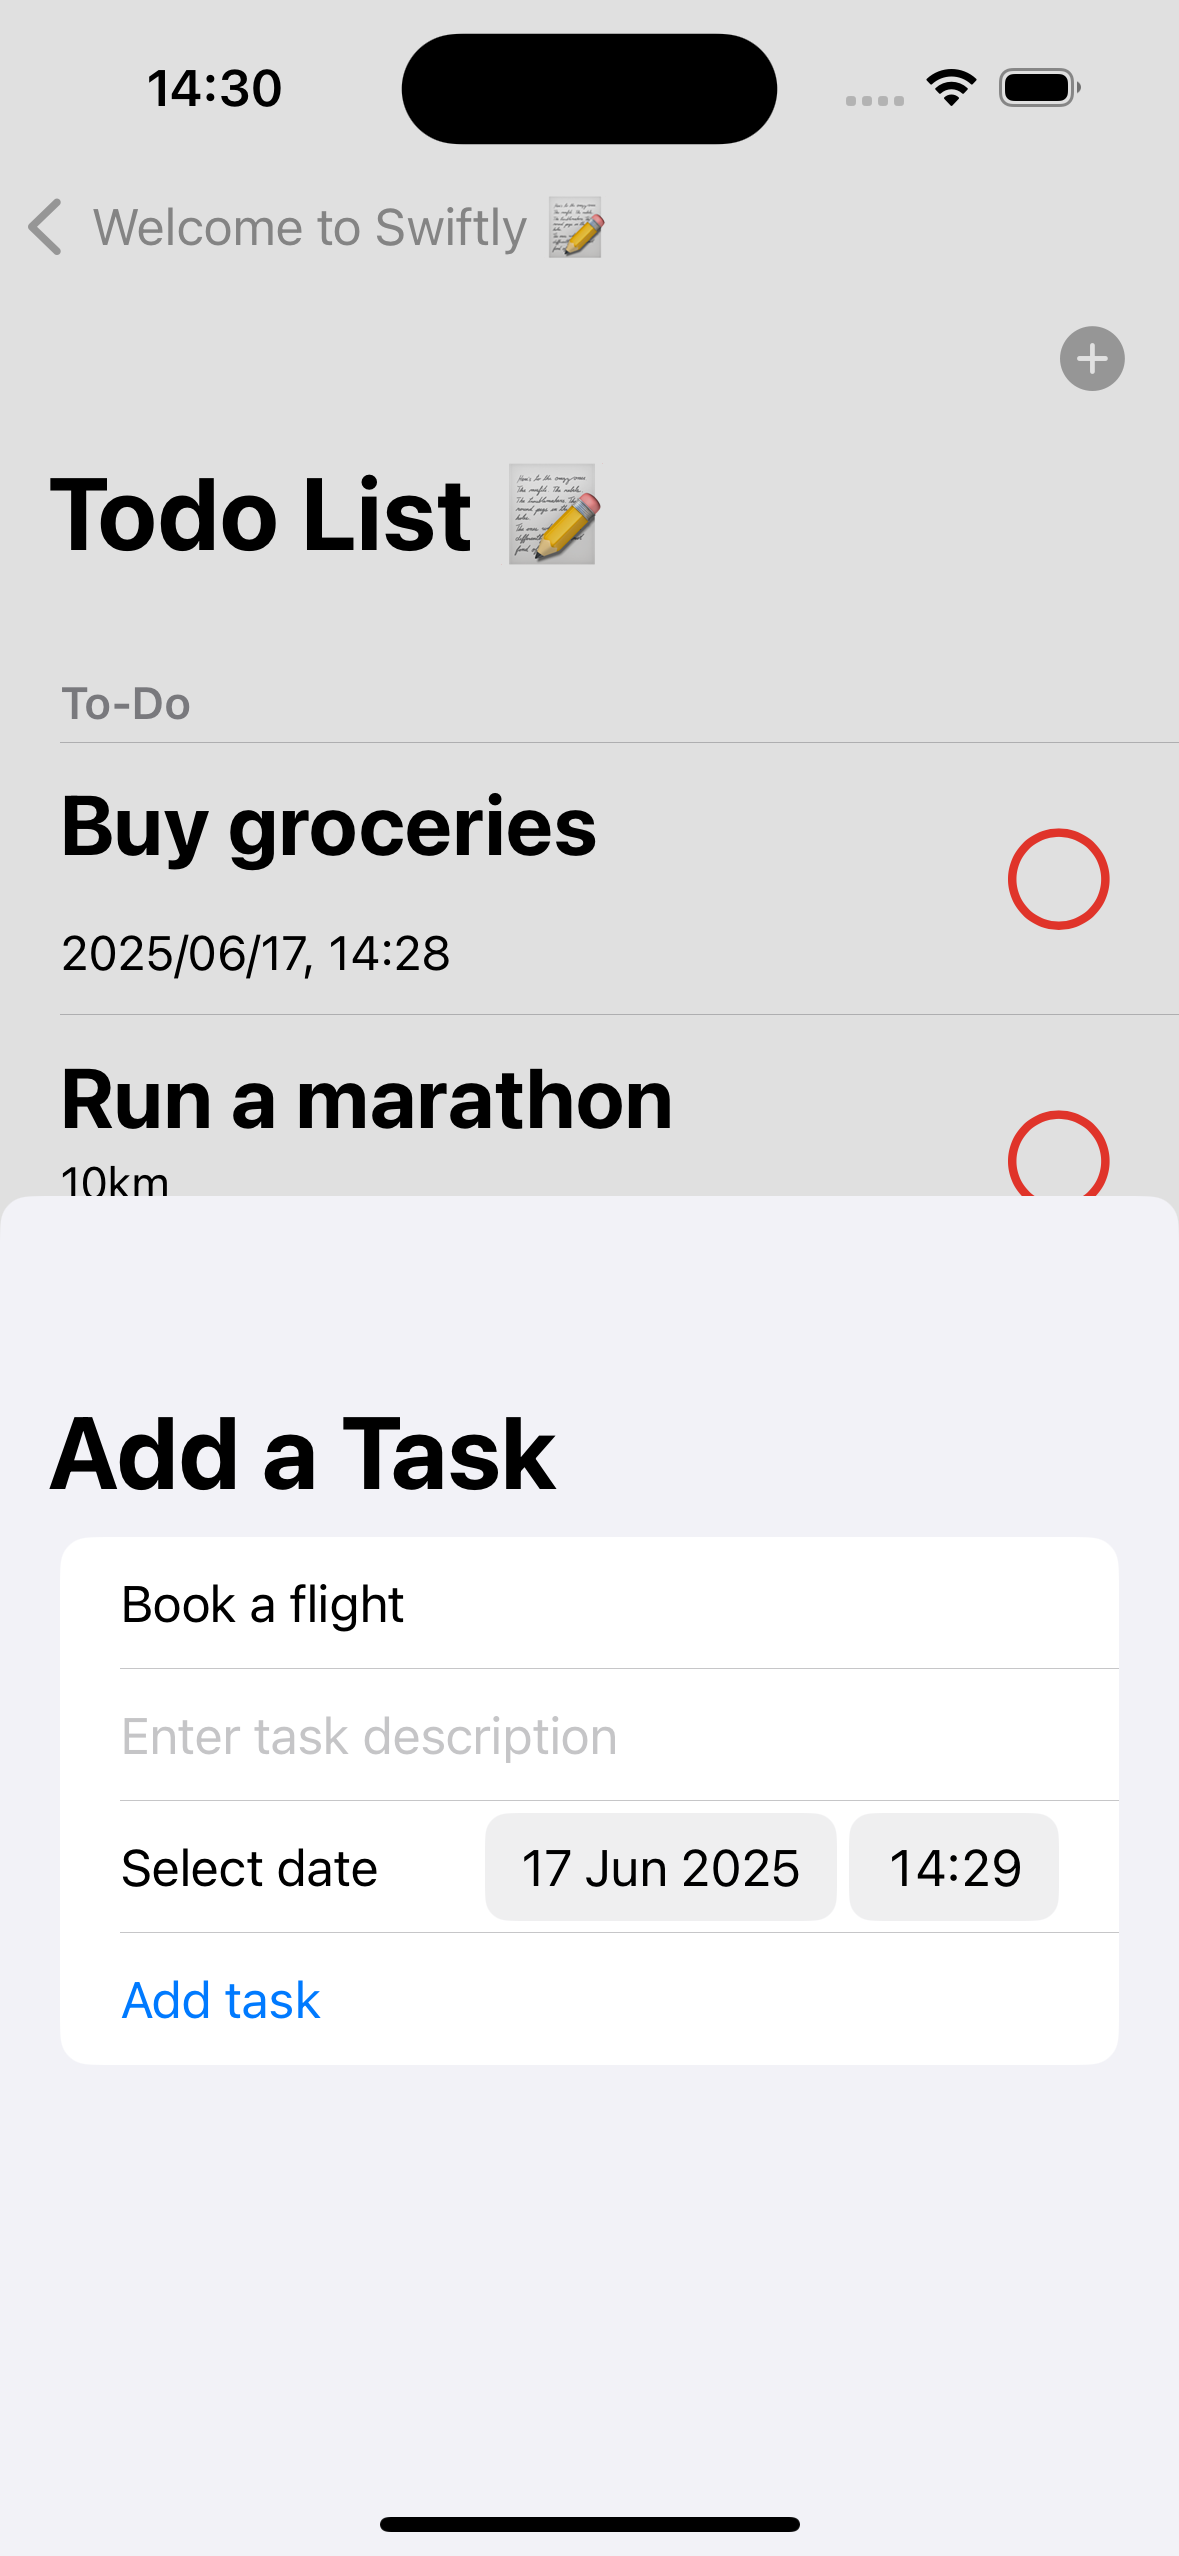 14:30
Welcome to Swiftly
Todo List
To-Do
Buy groceries
2025/06/17, 14:28
Run a marathon
10km
Add a Task
Book a flight
Enter task description
Select date 17 Jun 2025 14:29
Add task